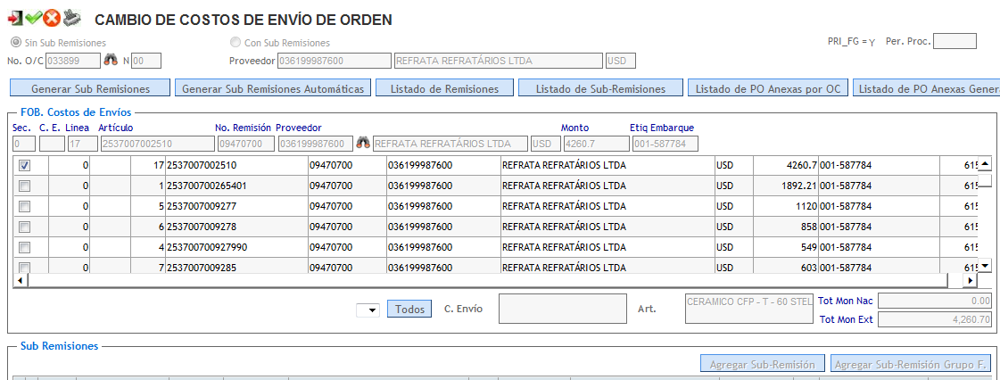 CAMBIO DE COSTOS DE ENVÍO DE ORDEN
Sin Sub Remisiones Con Sub Remisiones PRI_FG = Y Per. Proc.
No. O/C 033899 N 00 Proveedor 036199987600 REFRATA REFRATÁRIOS LTDA USD
Generar Sub Remisiones Generar Sub Remisiones Automáticas Listado de Remisiones Listado de Sub-Remisiones Listado de PO Anexas por OC Listado de PO Anexas Gener
FOB. Costos de Envíos
Sec. C. E. Linea Artículo No. Remisión Proveedor Monto Etiq Embarque
0 17 2537007002510 09470700 036199987600 REFRATA REFRATÁRIOS LTDA USD 4260.7 001-587784
0 17 2537007002510 09470700 036199987600 REFRATA REFRATÁRIOS LTDA USD 4260.7 001-587784 615
0 1 253700700265401 09470700 036199987600 REFRATA REFRATÁRIOS LTDA USD 1892.21 001-587784 615
0 5 2537007009277 09470700 036199987600 REFRATA REFRATÁRIOS LTDA USD 1120 001-587784 615
0 6 2537007009278 09470700 036199987600 REFRATA REFRATÁRIOS LTDA USD 858 001-587784 615
0 4 253700700927990 09470700 036199987600 REFRATA REFRATÁRIOS LTDA USD 549 001-587784 615
0 7 2537007009285 09470700 036199987600 REFRATA REFRATÁRIOS LTDA USD 603 001-587784 615
Todos C. Envío Art. CERAMICO CFP - T - 60 STEL Tot Mon Nac 0.00
Tot Mon Ext 4,260.70
Sub Remisiones
Agregar Sub-Remisión Agregar Sub-Remisión Grupo F.